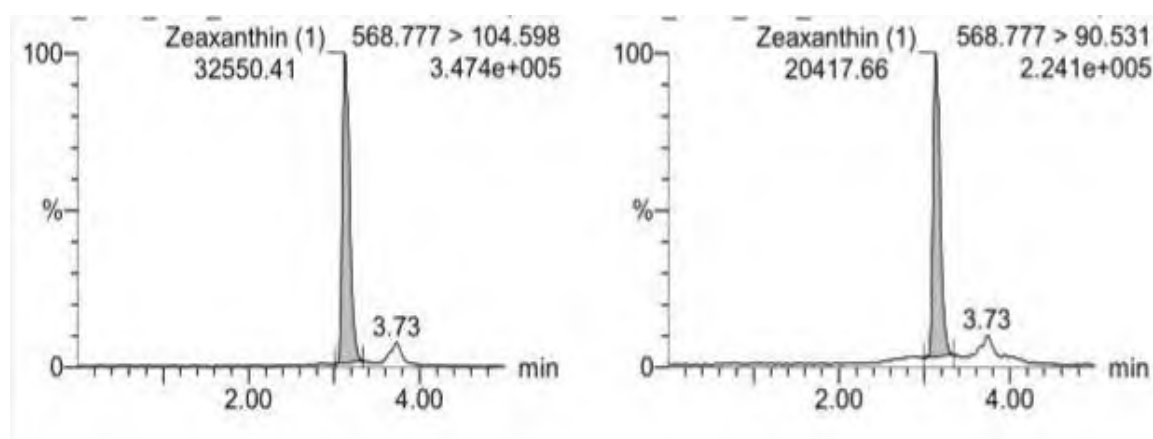 Zeaxanthin (1) 568.777 > 104.598
32550.41 3.474e+005
100
%
3.73
0
min
2.00 4.00
Zeaxanthin (1) 568.777 > 90.531
20417.66 2.241e+005
100
%
3.73
0
min
2.00 4.00